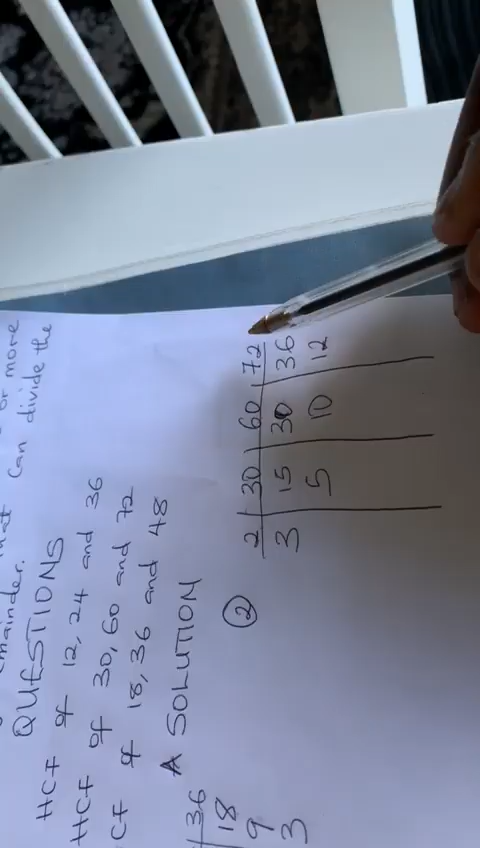 or more
that can divide the
remainder.
QUESTIONS
HCF of 12, 24 and 36
HCF of 30, 60 and 72
CF of 18, 36 and 48
A SOLUTION
36
18
9
3
②
2 30 60 72
3 15 30 36
5 10 12